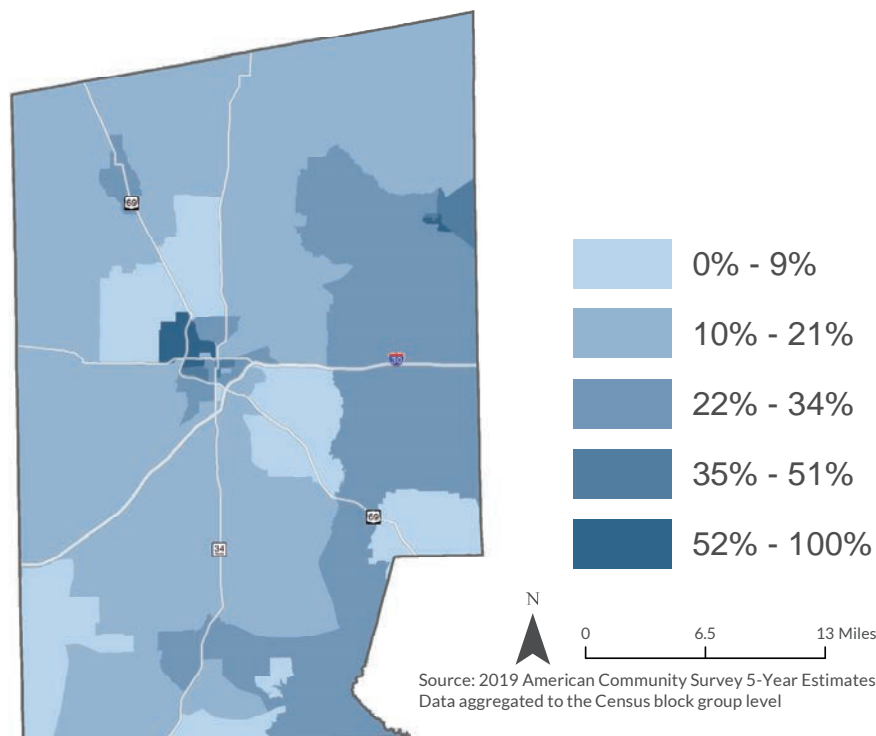 69
0% - 9%
10% - 21%
22% - 34%
30
35% - 51%
69
52% - 100%
34
N
0 6.5 13 Miles
Source: 2019 American Community Survey 5-Year Estimates
Data aggregated to the Census block group level